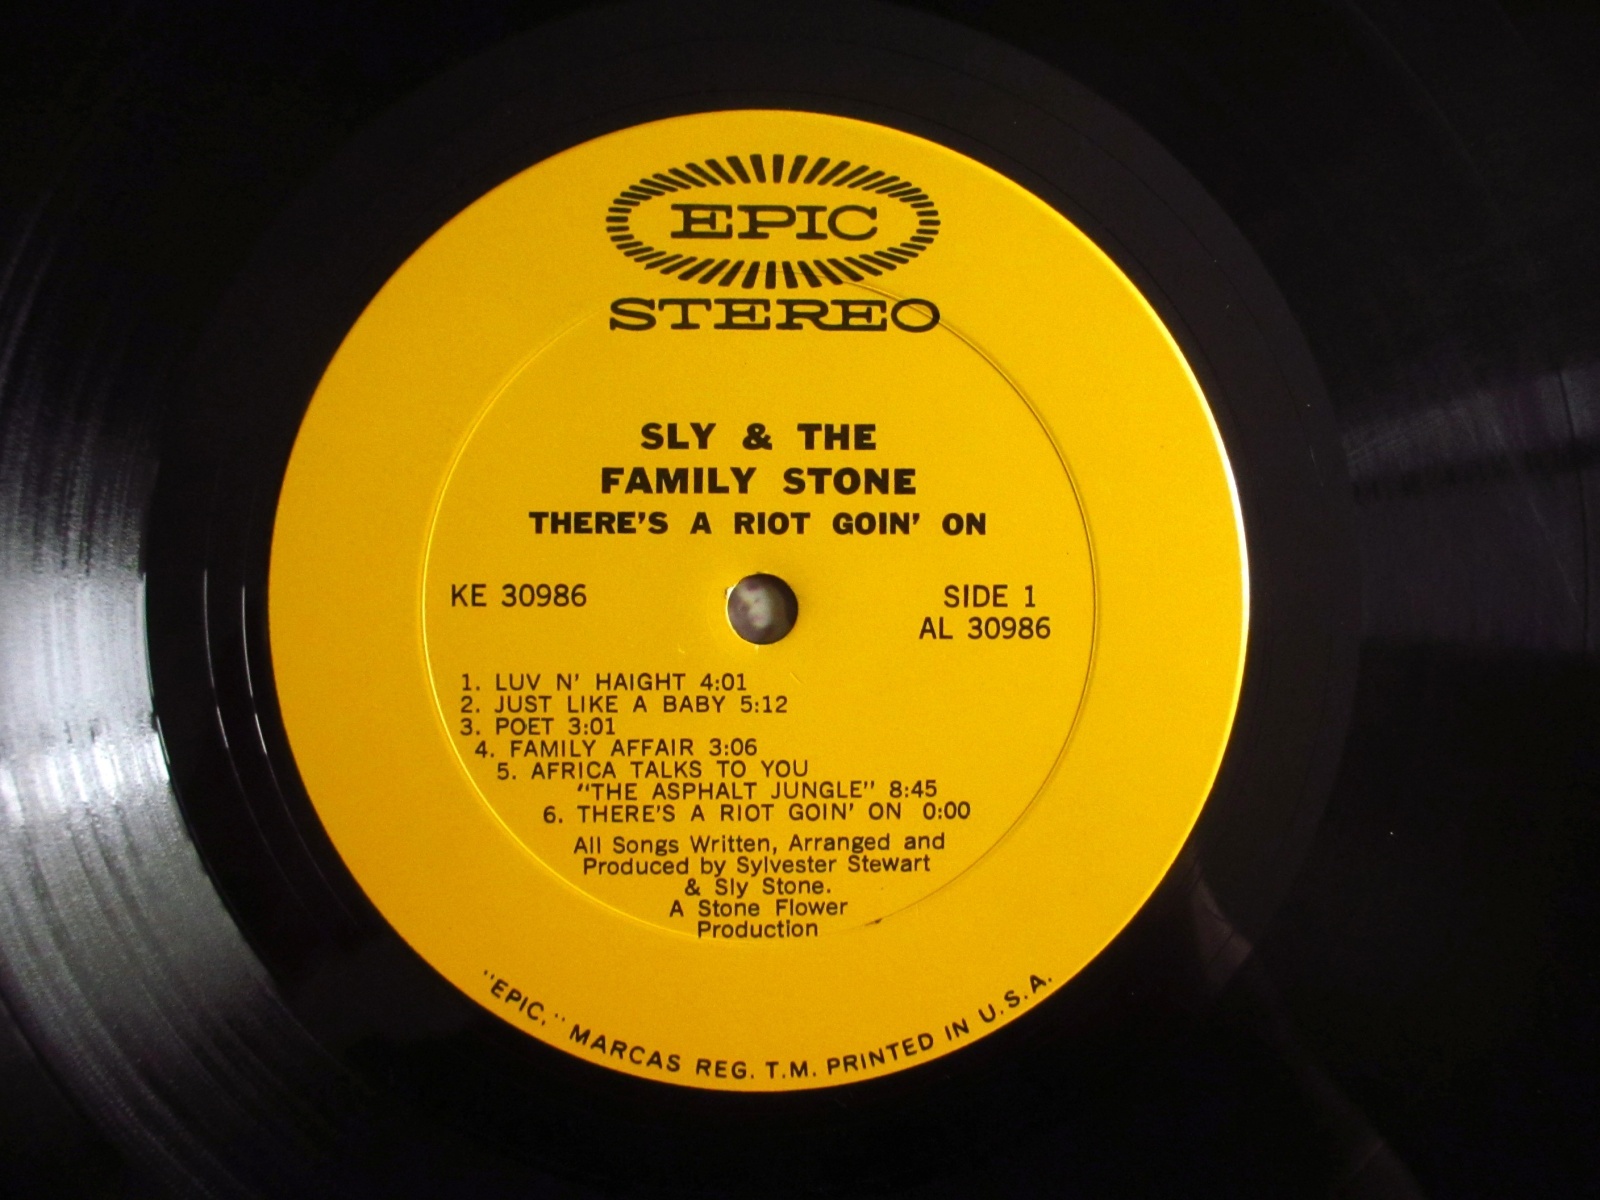 EPIC
STEREO
SLY & THE
FAMILY STONE
THERE'S A RIOT GOIN' ON
KE 30986
SIDE 1
AL 30986
1. LUV N' HAIGHT 4:01
2. JUST LIKE A BABY 5:12
3. POET 3:01
4. FAMILY AFFAIR 3:06
5. AFRICA TALKS TO YOU
"THE ASPHALT JUNGLE" 8:45
6. THERE'S A RIOT GOIN' ON 0:00
All Songs Written, Arranged and
Produced by Sylvester Stewart
& Sly Stone.
A Stone Flower
Production
"EPIC," MARCAS REG. T.M. PRINTED IN U.S.A.